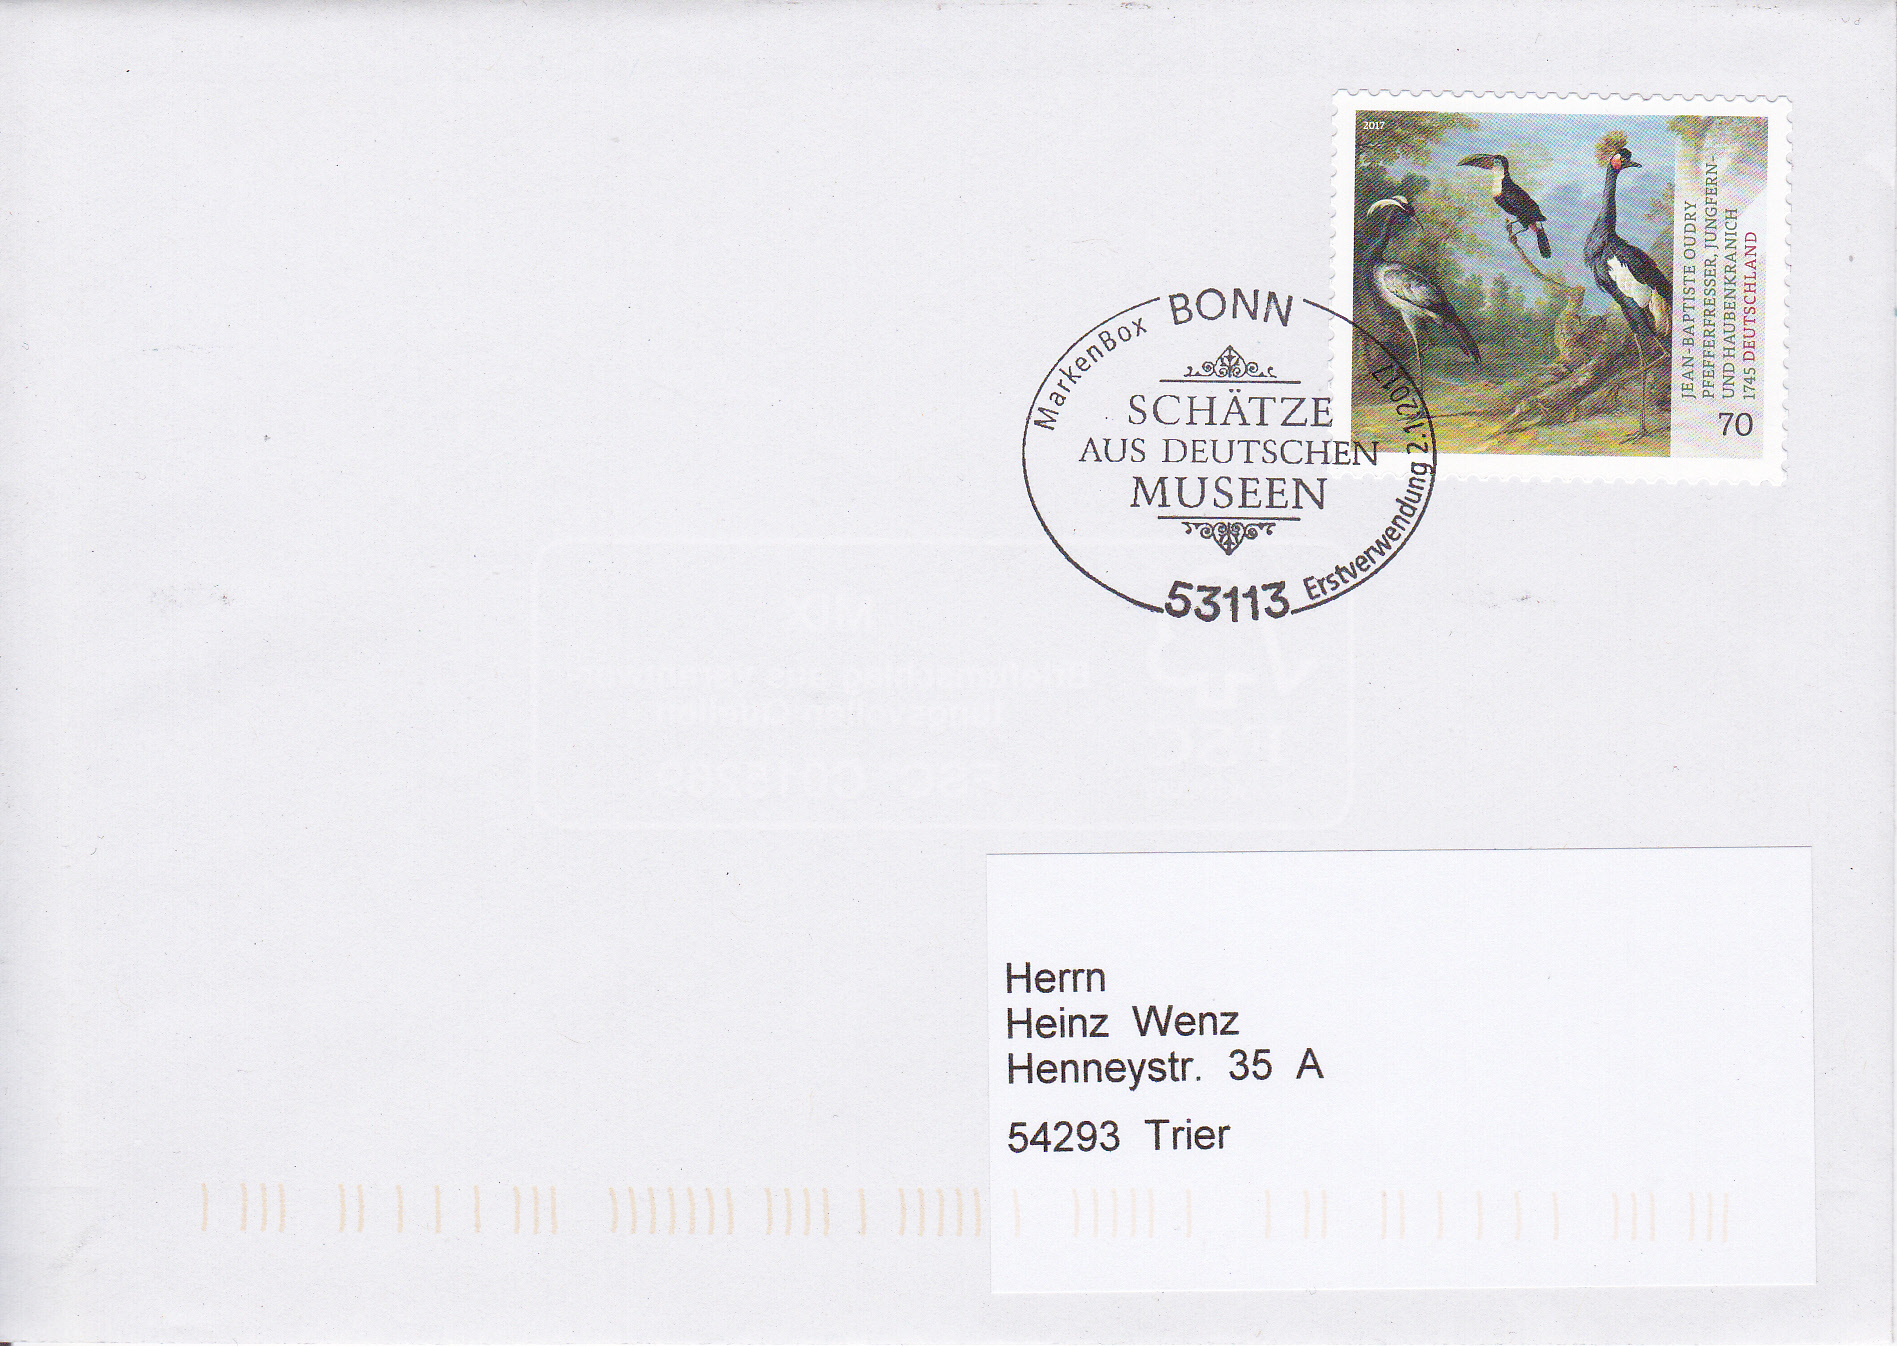 2017
JEAN-BAPTISTE OUDRY
PFEFFERFRESSER, JUNGFERN-
UND HAUBENKRANICH
1745 DEUTSCHLAND
70
BONN
MarkenBox
SCHÄTZE
AUS DEUTSCHEN
MUSEEN
53113
Erstverwendung 2.1.2017
Herrn
Heinz Wenz
Henneystr. 35 A
54293 Trier